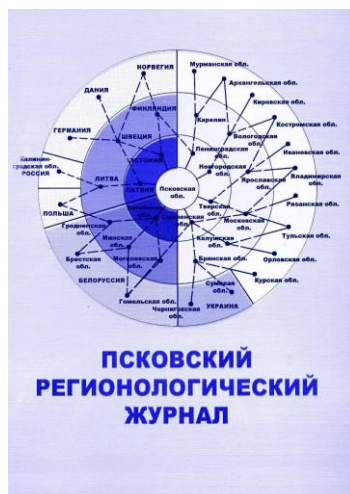 НОРВЕГИЯ
Мурманская обл.
ДАНИЯ
Архангельская обл.
ФИНЛЯНДИЯ
Кировская обл.
Карелия
Костромская обл.
ГЕРМАНИЯ
ШВЕЦИЯ
Вологодская
обл.
Ленинградская
обл.
Ивановская
обл.
ЭСТОНИЯ
Калинин-
градская обл.
РОССИЯ
Новгородская
обл.
Ярославская
обл.
Владимирская
обл.
ЛИТВА
ЛАТВИЯ
Псковская
обл.
Рязанская обл.
ПОЛЬША
Тверская
обл.
Московская
обл.
Смоленская
обл.
Гродненская
обл.
Тульская
обл.
Минская
обл.
Калужская
обл.
Брестская
обл.
Могилевская
обл.
Брянская
обл.
Орловская
обл.
БЕЛОРУССИЯ
Курская обл.
Сумская
обл.
Гомельская обл.
УКРАИНА
Черниговская
обл.
ПСКОВСКИЙ
РЕГИОНОЛОГИЧЕСКИЙ
ЖУРНАЛ